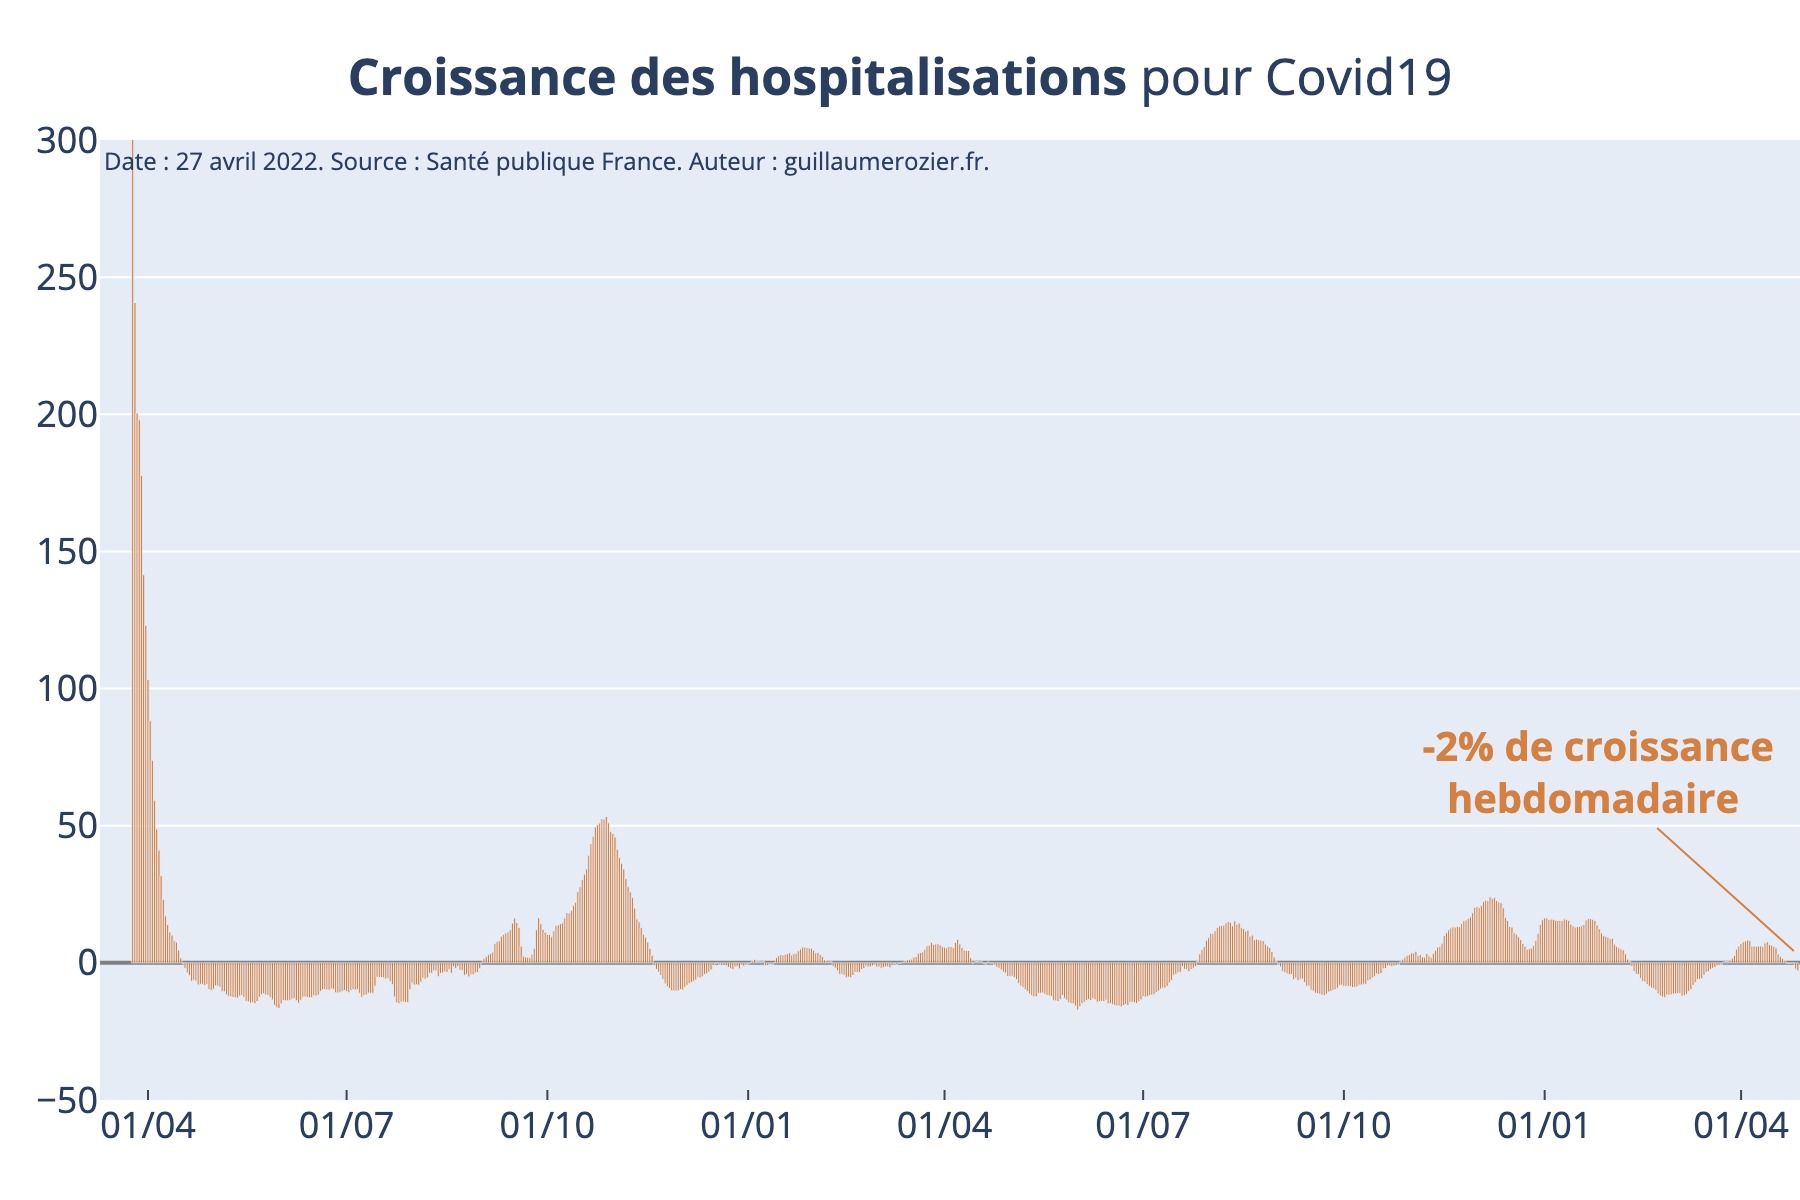 Croissance des hospitalisations pour Covid19
300
Date : 27 avril 2022. Source : Santé publique France. Auteur : guillaumerozier.fr.
250
200
150
100
-2% de croissance
hebdomadaire
50
0
−50
01/04 01/07 01/10 01/01 01/04 01/07 01/10 01/01 01/04